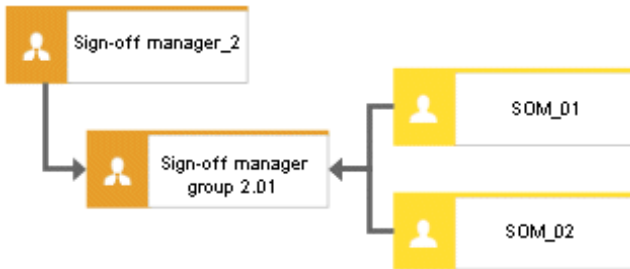 Sign-off manager_2
SOM_01
Sign-off manager
group 2.01
SOM_02